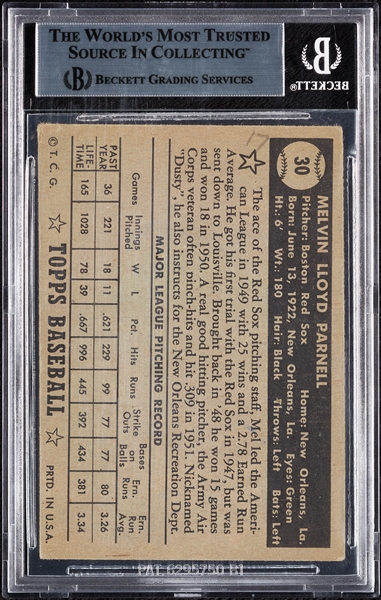 THE WORLD'S MOST TRUSTED
SOURCE IN COLLECTING™
BECKETT GRADING SERVICES
B
BECKETT
30
MELVIN LLOYD PARNELL
Pitcher: Boston Red Sox Home: New Orleans, La.
Born: June 13, 1922, New Orleans, La. Eyes: Green
Ht.: 6 Wt.: 180 Hair: Black Throws: Left Bats: Left
17
The ace of the Red Sox pitching staff, Mel led the Ameri-
can League in 1949 with 25 wins and a 2.78 Earned Run
Average. He got his first trial with the Red Sox in 1947, but was
sent down to Louisville. Brought back in '48 he won 15 games
and won 18 in 1950. A real good hitting pitcher, the Army Air
Corps veteran often pinch-hits and hit .309 in 1951. Nicknamed
"Dusty", he also instructs for the New Orleans Recreation Dept.
MAJOR LEAGUE PITCHING RECORD
Games Innings Pitched W L Pct. Hits Runs Strike Outs Bases on Balls Ern. Runs Ern. Avg.
PAST YEAR 36 221 18 11 .621 229 99 77 77 80 3.26
LIFE-TIME 165 1028 78 39 .667 996 445 392 434 381 3.34
© T. C. G. TOPPS BASEBALL PRTD. IN U.S.A.
PAT 6295750 B1